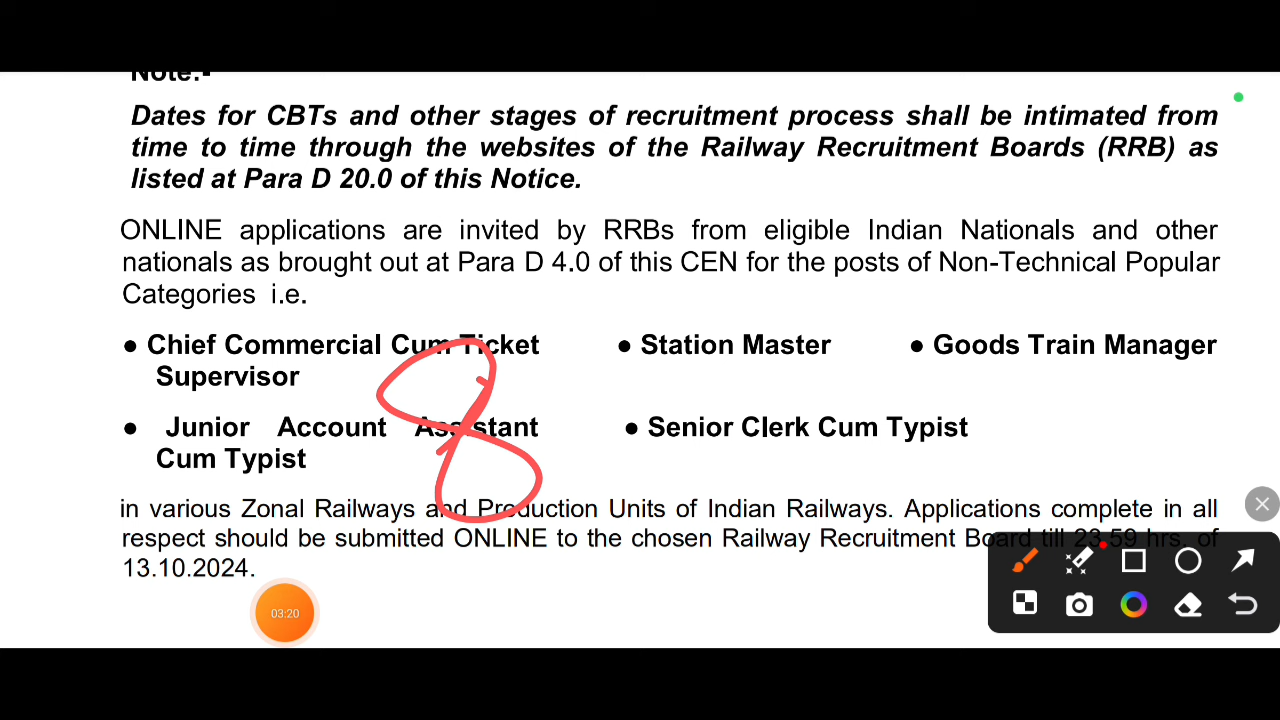 Note:-
Dates for CBTs and other stages of recruitment process shall be intimated from
time to time through the websites of the Railway Recruitment Boards (RRB) as
listed at Para D 20.0 of this Notice.
ONLINE applications are invited by RRBs from eligible Indian Nationals and other
nationals as brought out at Para D 4.0 of this CEN for the posts of Non-Technical Popular
Categories i.e.
● Chief Commercial Cum Ticket Supervisor
● Station Master
● Goods Train Manager
● Junior Account Assistant Cum Typist
● Senior Clerk Cum Typist
8
in various Zonal Railways and Production Units of Indian Railways. Applications complete in all
respect should be submitted ONLINE to the chosen Railway Recruitment Board till 23.59 hrs. of
13.10.2024.
03:20